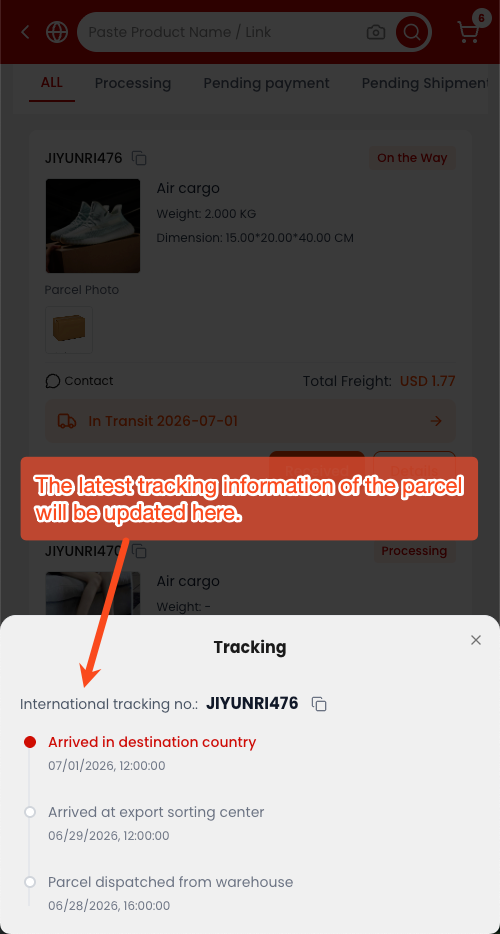 Paste Product Name / Link
6
ALL
Processing
Pending payment
Pending Shipment
JIYUNRI476
On the Way
Air cargo
Weight: 2.000 KG
Dimension: 15.00*20.00*40.00 CM
Parcel Photo
Contact
Total Freight: USD 1.77
In Transit 2026-07-01
The latest tracking information of the parcel
will be updated here.
JIYUNRI470
Processing
Air cargo
Weight: -
Tracking
International tracking no.: JIYUNRI476
Arrived in destination country
07/01/2026, 12:00:00
Arrived at export sorting center
06/29/2026, 12:00:00
Parcel dispatched from warehouse
06/28/2026, 16:00:00